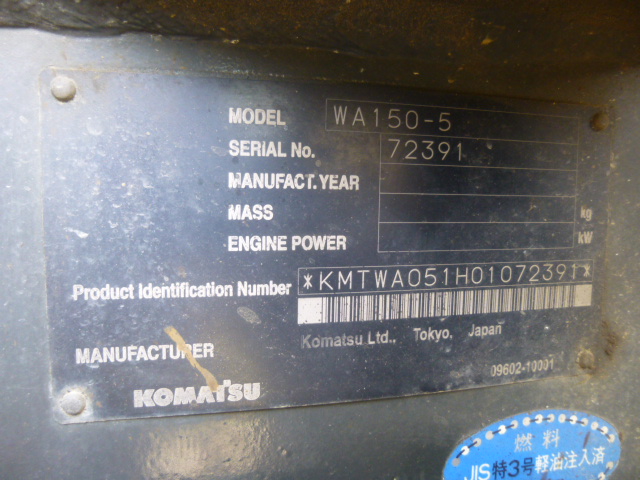 MODEL WA150-5
SERIAL No. 72391
MANUFACT.YEAR
MASS kg
ENGINE POWER kW
Product Identification Number *KMTWA051H01072391*
Komatsu Ltd., Tokyo, Japan
MANUFACTURER
09602-10001
KOMATSU
燃料
JIS特3号軽油注入済